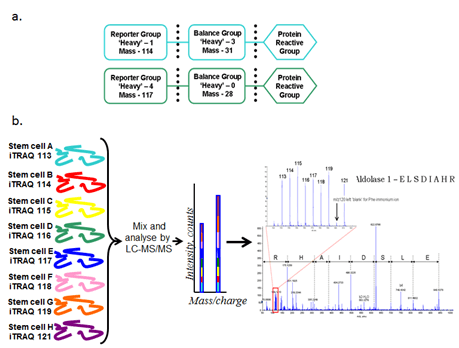 a.
Reporter Group
'Heavy' – 1
Mass - 114
Balance Group
'Heavy' – 3
Mass - 31
Protein
Reactive
Group
Reporter Group
'Heavy' – 4
Mass - 117
Balance Group
'Heavy' – 0
Mass - 28
Protein
Reactive
Group
b.
Stem cell A
iTRAQ 113
Stem cell B
iTRAQ 114
Stem cell C
iTRAQ 115
Stem cell D
iTRAQ 116
Stem cell E
iTRAQ 117
Stem cell F
iTRAQ 118
Stem cell G
iTRAQ 119
Stem cell H
iTRAQ 121
Mix and
analyse by
LC-MS/MS
Intensity, counts
Mass/charge
113
114
115
116
117
118
119
121
Aldolase 1 – ELSDIAHR
R H A I D S L E